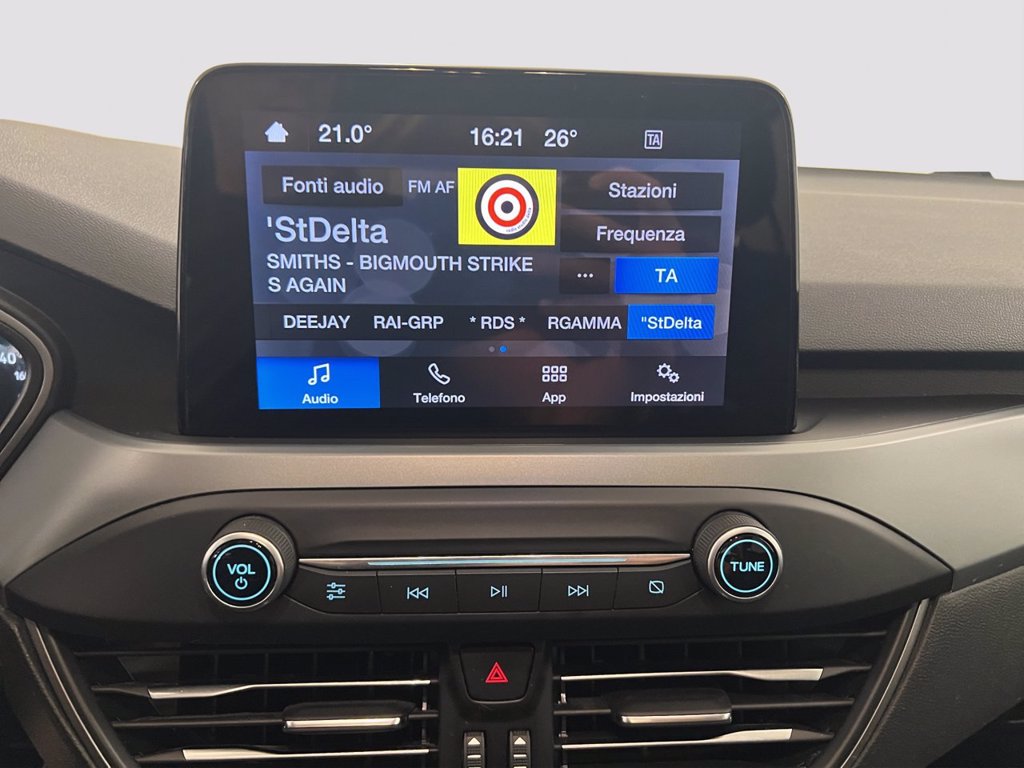 21.0° 16:21 26° TA
Fonti audio FM AF Stazioni
'StDelta Frequenza
SMITHS - BIGMOUTH STRIKE
S AGAIN ... TA
DEEJAY RAI-GRP * RDS * RGAMMA "StDelta
Audio Telefono App Impostazioni
VOL TUNE
40